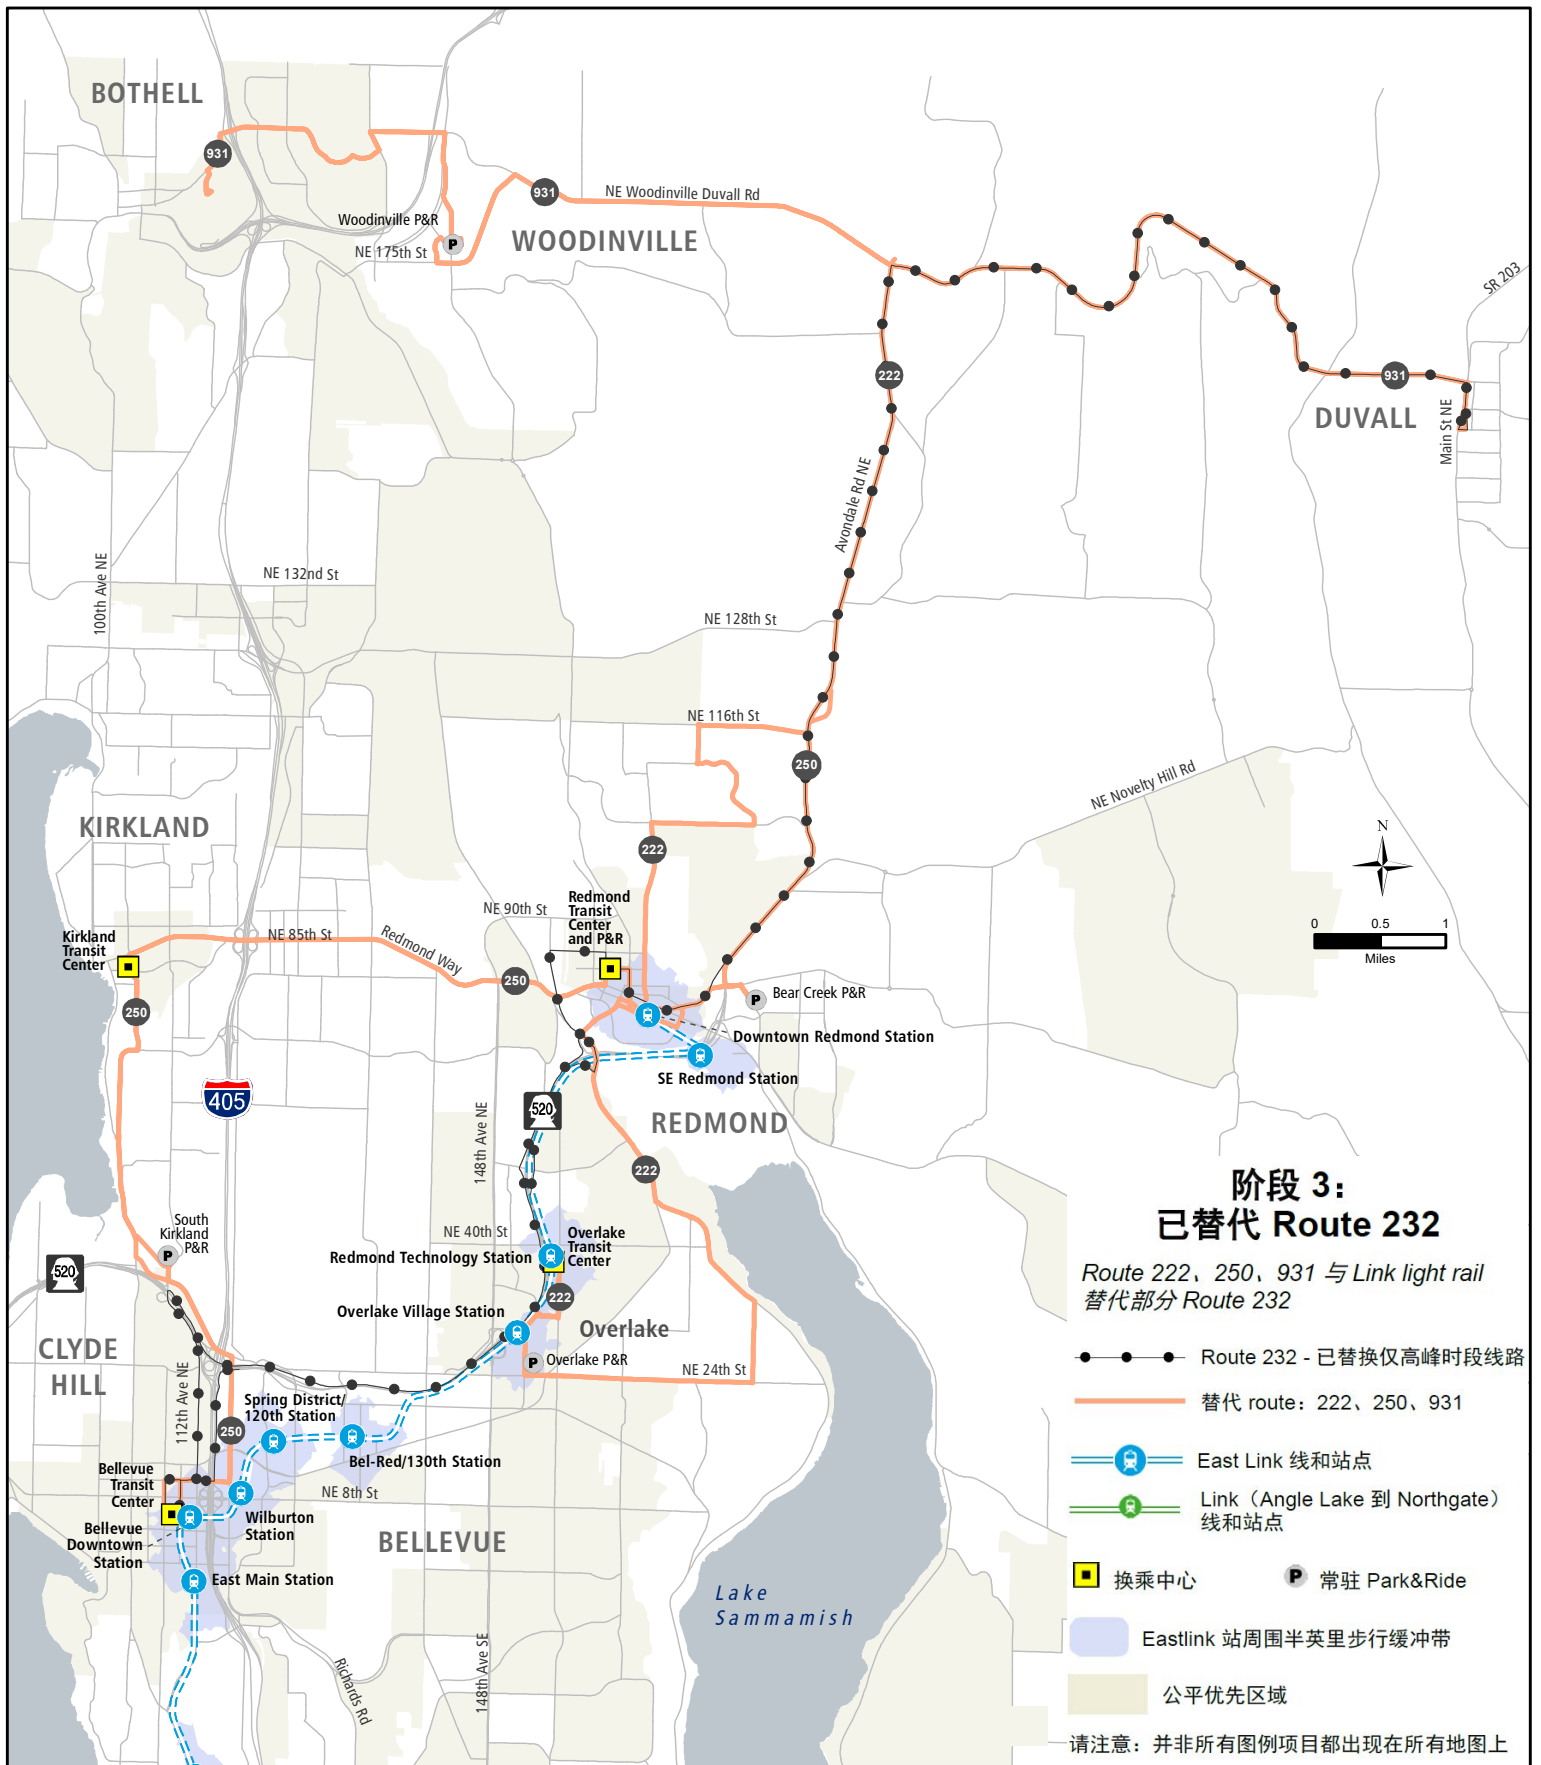 BOTHELL
931
931
NE Woodinville Duvall Rd
Woodinville P&R
P
NE 175th St
WOODINVILLE
SR 203
222
931
DUVALL
Main St NE
Avondale Rd NE
100th Ave NE
NE 132nd St
NE 128th St
NE 116th St
250
NE Novelty Hill Rd
KIRKLAND
222
N
0 0.5 1
Miles
Redmond
Transit
Center
and P&R
NE 90th St
NE 85th St
Redmond Way
Kirkland
Transit
Center
250
250
P
Bear Creek P&R
Downtown Redmond Station
SE Redmond Station
405
520
REDMOND
148th Ave NE
222
South
Kirkland
P&R
P
NE 40th St
Overlake
Transit
Center
Redmond Technology Station
520
222
Overlake Village Station
Overlake
P
Overlake P&R
NE 24th St
CLYDE
HILL
112th Ave NE
Spring District/
120th Station
250
Bel-Red/130th Station
Bellevue
Transit
Center
NE 8th St
Wilburton
Station
Bellevue
Downtown
Station
BELLEVUE
East Main Station
Lake
Sammamish
Richards Rd
148th Ave SE
阶段 3：
已替代 Route 232
Route 222、250、931 与 Link light rail
替代部分 Route 232
Route 232 - 已替换仅高峰时段线路
替代 route：222、250、931
East Link 线和站点
Link（Angle Lake 到 Northgate）
线和站点
换乘中心
P
常驻 Park&Ride
Eastlink 站周围半英里步行缓冲带
公平优先区域
请注意：并非所有图例项目都出现在所有地图上